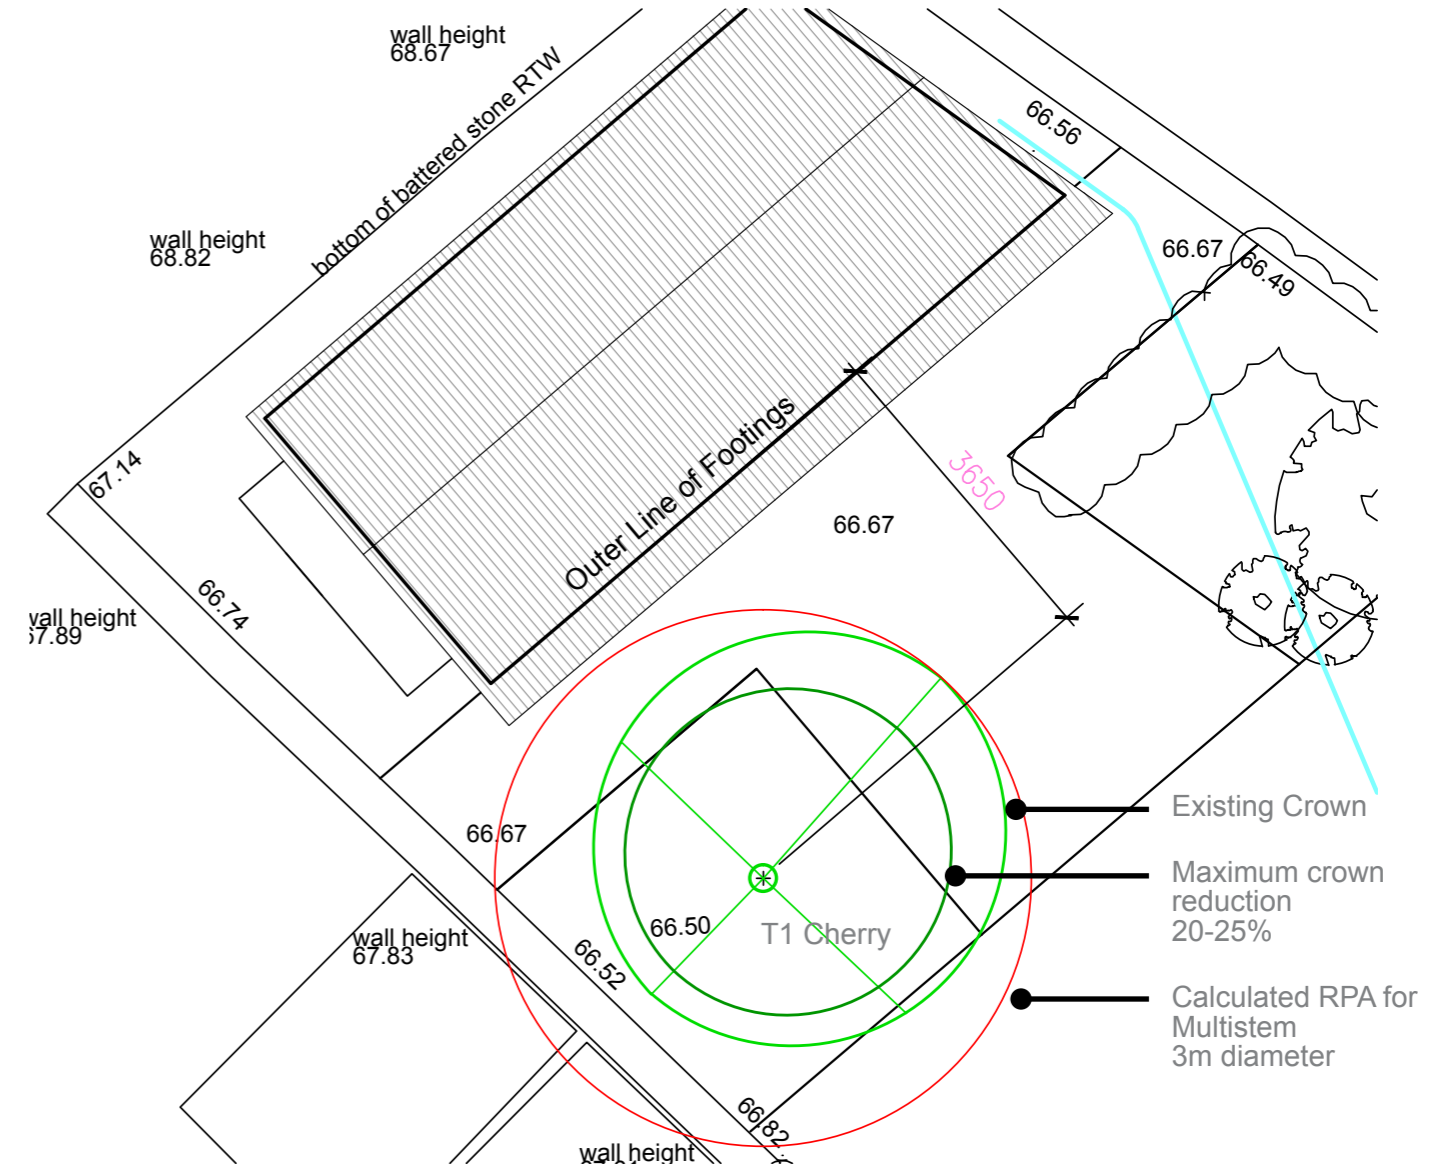 wall height
68.67
bottom of battered stone RTW
66.56
wall height
68.82
66.67
66.49
67.14
Outer Line of Footings
3650
66.67
66.74
wall height
67.89
66.67
Existing Crown
Maximum crown
reduction
20-25%
66.50
T1 Cherry
wall height
67.83
66.52
Calculated RPA for
Multistem
3m diameter
66.82
wall height